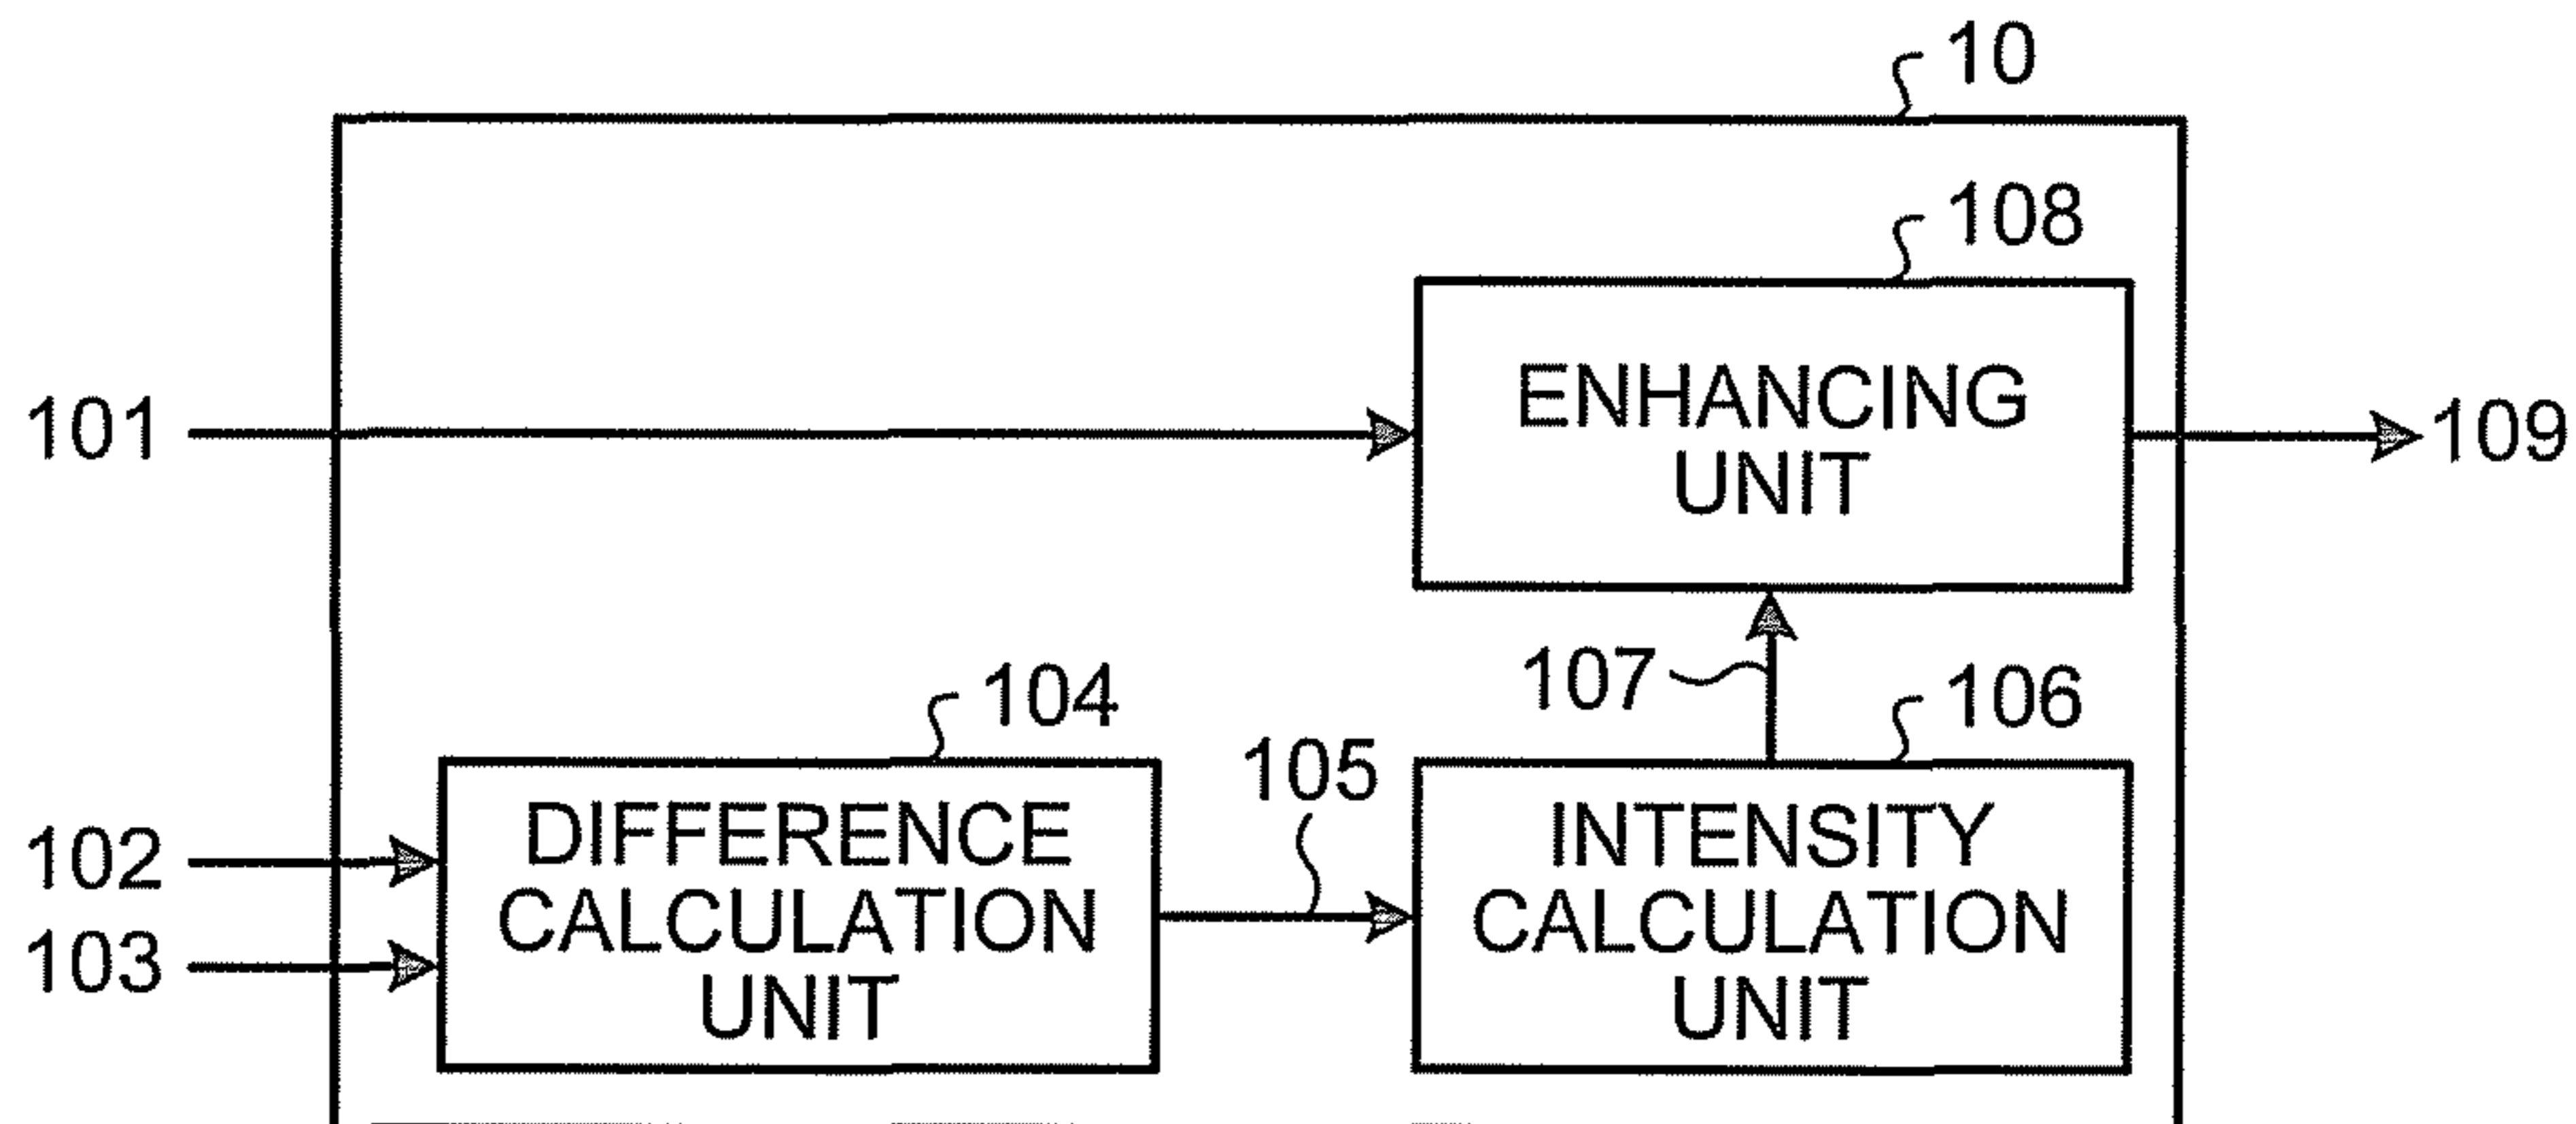 10
108
ENHANCING
UNIT
101
109
107
106
104
105
DIFFERENCE
CALCULATION
UNIT
INTENSITY
CALCULATION
UNIT
102
103